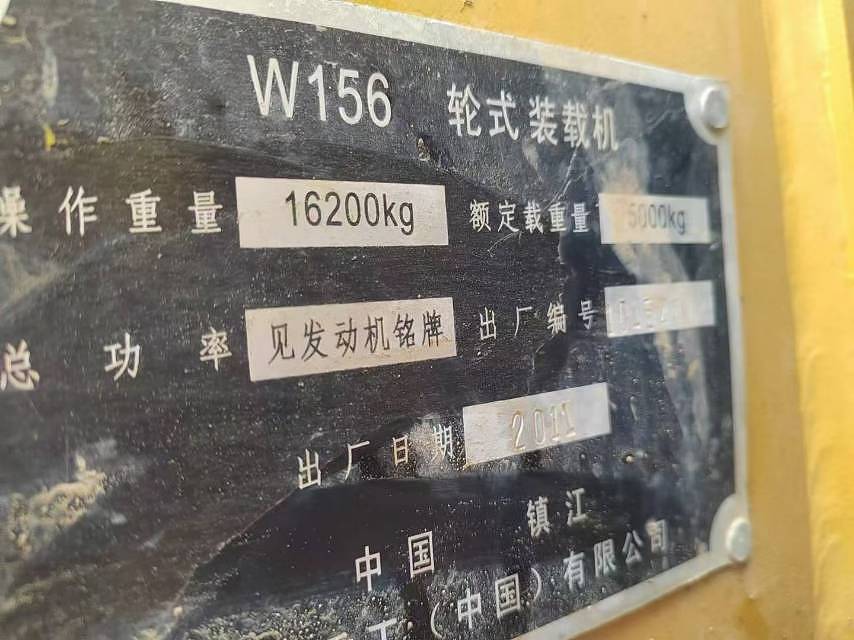 W156 轮式装载机
操作重量 16200kg 额定载重量 5000kg
总功率 见发动机铭牌 出厂编号
出厂日期 2011
中国 镇江
（中国）有限公司